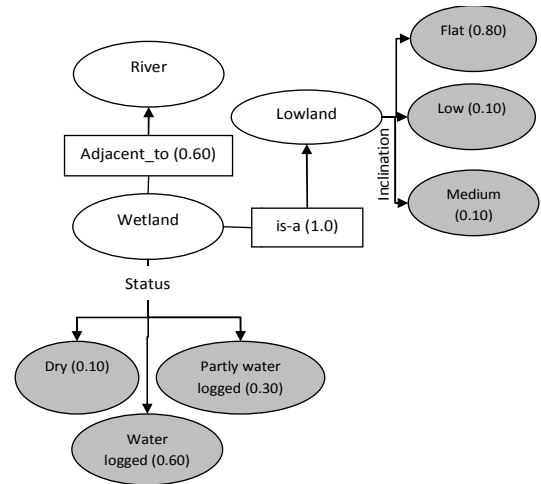 Flat (0.80)
River
Lowland
Low (0.10)
Adjacent_to (0.60)
Inclination
Medium
(0.10)
Wetland
is-a (1.0)
Status
Dry (0.10)
Partly water
logged (0.30)
Water
logged (0.60)